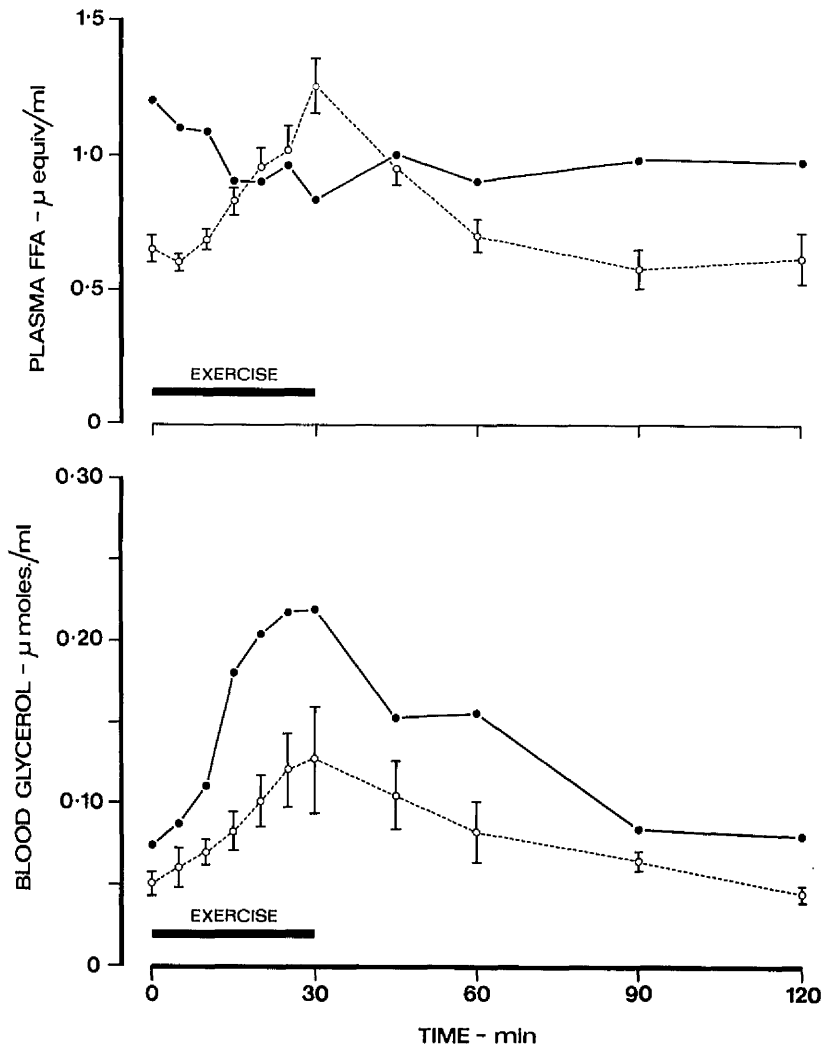 PLASMA FFA - μ equiv/ml
1·5
1·0
0·5
0
EXERCISE
BLOOD GLYCEROL - μ moles./ml
0·30
0·20
0·10
0
EXERCISE
0 30 60 90 120
TIME - min